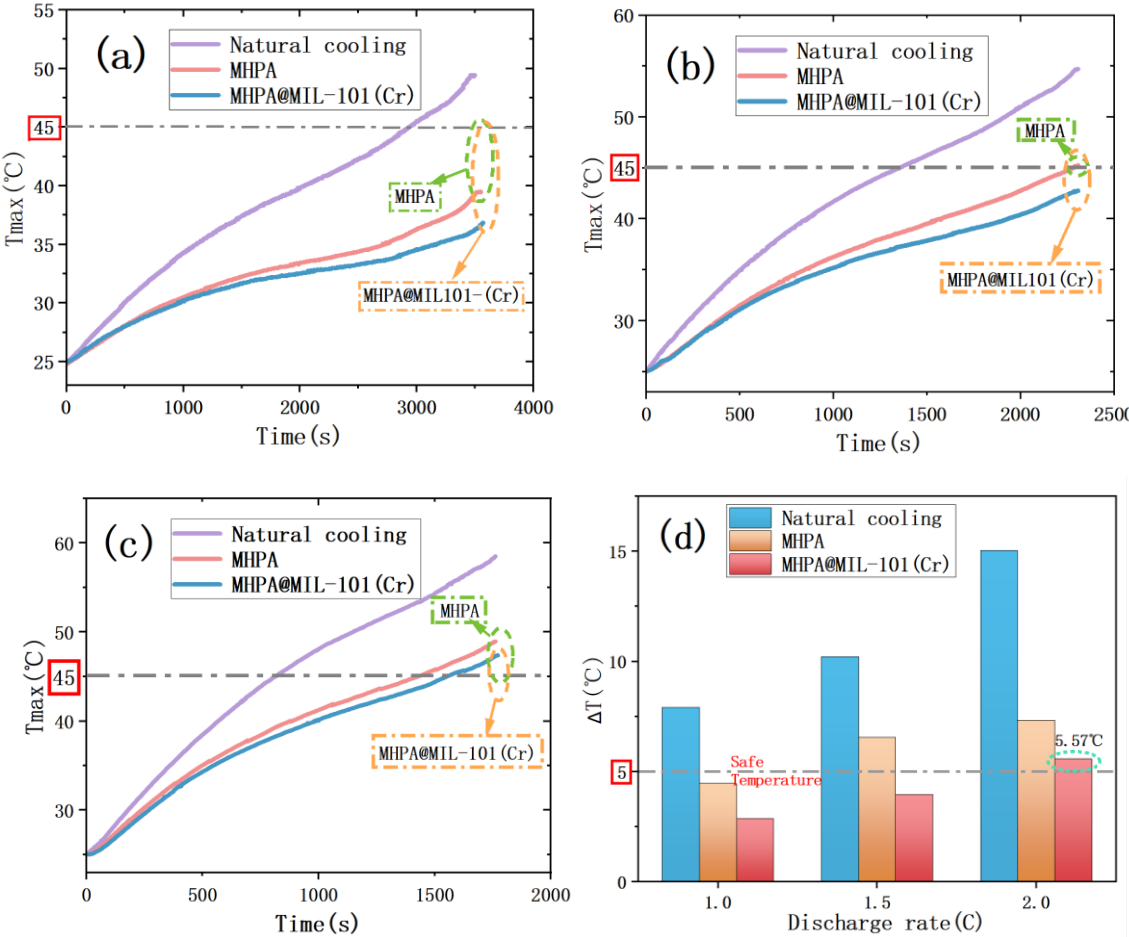 (a)
Natural cooling
MHPA
MHPA@MIL-101(Cr)
55
50
45
40
35
30
25
Tmax(℃)
MHPA
MHPA@MIL101-(Cr)
0 1000 2000 3000 4000
Time(s)
(b)
Natural cooling
MHPA
MHPA@MIL-101(Cr)
60
50
45
40
30
Tmax(℃)
MHPA
MHPA@MIL101(Cr)
0 500 1000 1500 2000 2500
Time(s)
(c)
Natural cooling
MHPA
MHPA@MIL-101(Cr)
60
50
45
40
30
Tmax(℃)
MHPA
MHPA@MIL-101(Cr)
0 500 1000 1500 2000
Time(s)
(d)
Natural cooling
MHPA
MHPA@MIL-101(Cr)
15
10
5
0
ΔT(℃)
5.57℃
Safe
Temperature
1.0 1.5 2.0
Discharge rate(C)